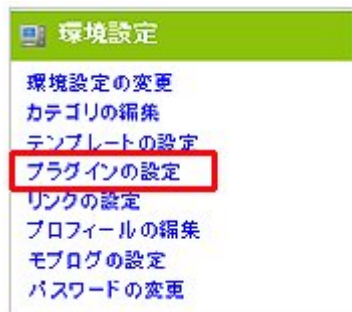 環境設定
環境設定の変更
カテゴリの編集
テンプレートの設定
プラグインの設定
リンクの設定
プロフィールの編集
モブログの設定
パスワードの変更